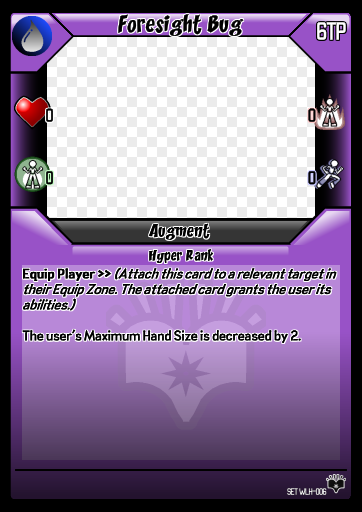 Foresight Bug
6TP
0
0
0
0
Augment
Hyper Rank
Equip Player >> (Attach this card to a relevant target in
their Equip Zone. The attached card grants the user its
abilities.)
The user's Maximum Hand Size is decreased by 2.
SET WLH-006